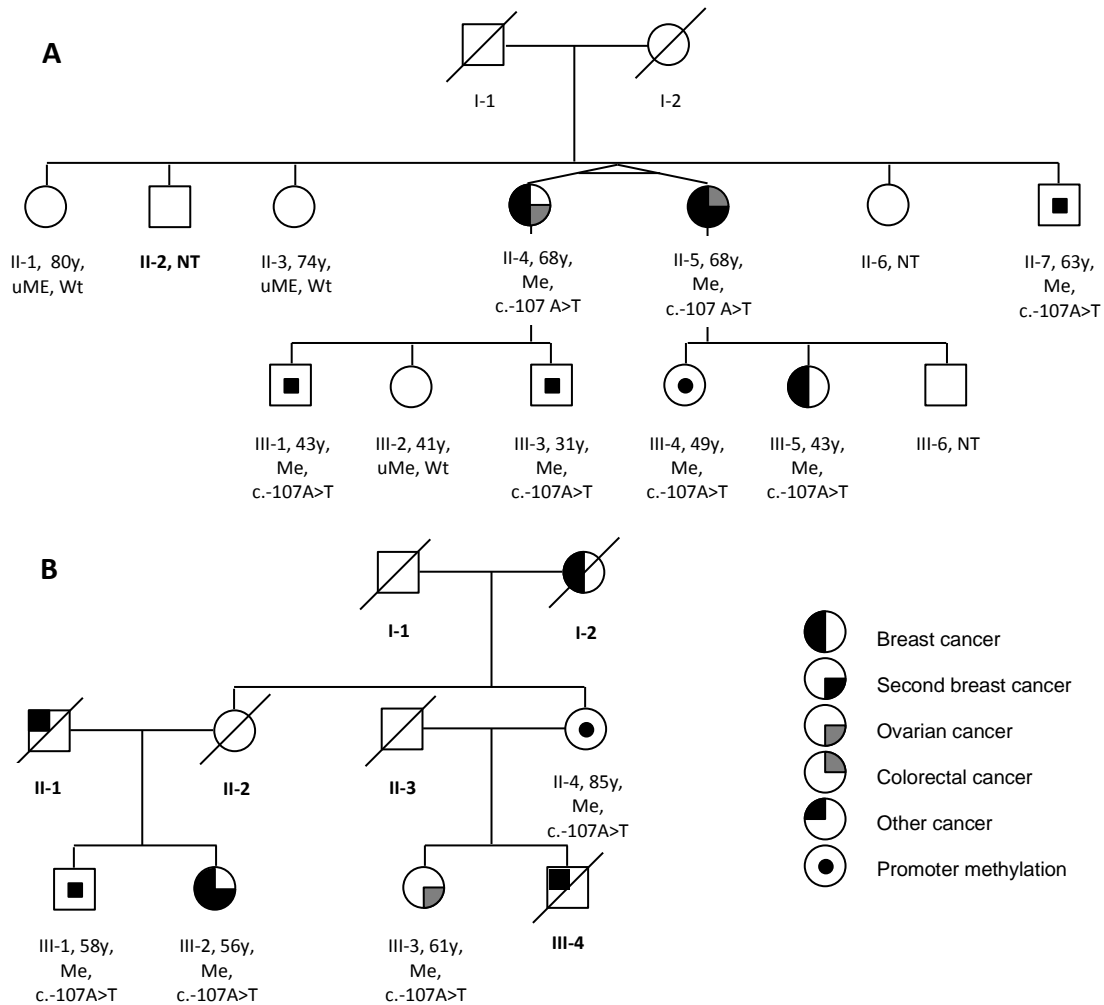 A
I-1
I-2
II-1, 80y,
uME, Wt
II-2, NT
II-3, 74y,
uME, Wt
II-4, 68y,
Me,
c.-107 A>T
II-5, 68y,
Me,
c.-107 A>T
II-6, NT
II-7, 63y,
Me,
c.-107A>T
III-1, 43y,
Me,
c.-107A>T
III-2, 41y,
uMe, Wt
III-3, 31y,
Me,
c.-107A>T
III-4, 49y,
Me,
c.-107A>T
III-5, 43y,
Me,
c.-107A>T
III-6, NT
B
I-1
I-2
II-1
II-2
II-3
II-4, 85y,
Me,
c.-107A>T
III-1, 58y,
Me,
c.-107A>T
III-2, 56y,
Me,
c.-107A>T
III-3, 61y,
Me,
c.-107A>T
III-4
Breast cancer
Second breast cancer
Ovarian cancer
Colorectal cancer
Other cancer
Promoter methylation